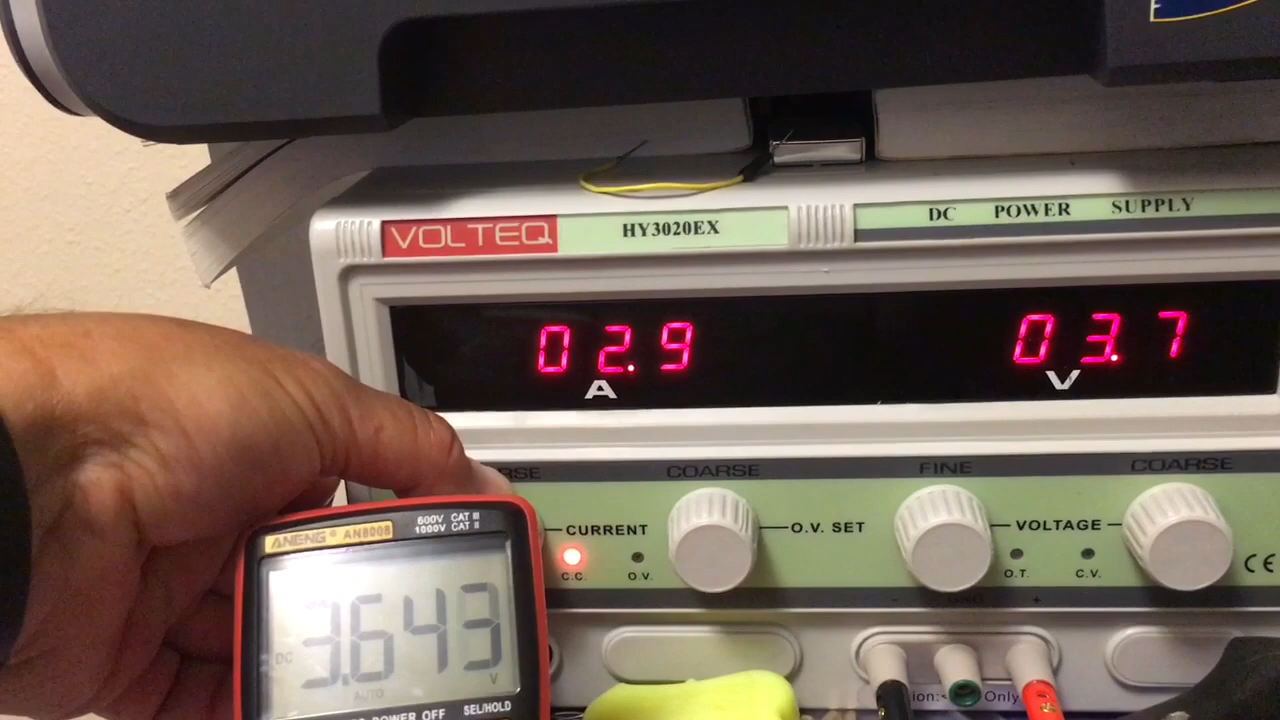 VOLTEQ
HY3020EX
DC POWER SUPPLY
02.9
A
03.7
V
COARSE
FINE
COARSE
CURRENT
O.V. SET
VOLTAGE
C.C.
O.V.
O.T.
C.V.
CE
ANENG® AN8008
600V CAT III
1000V CAT II
3.643
DC
V
AUTO
POWER OFF
SEL/HOLD
Only